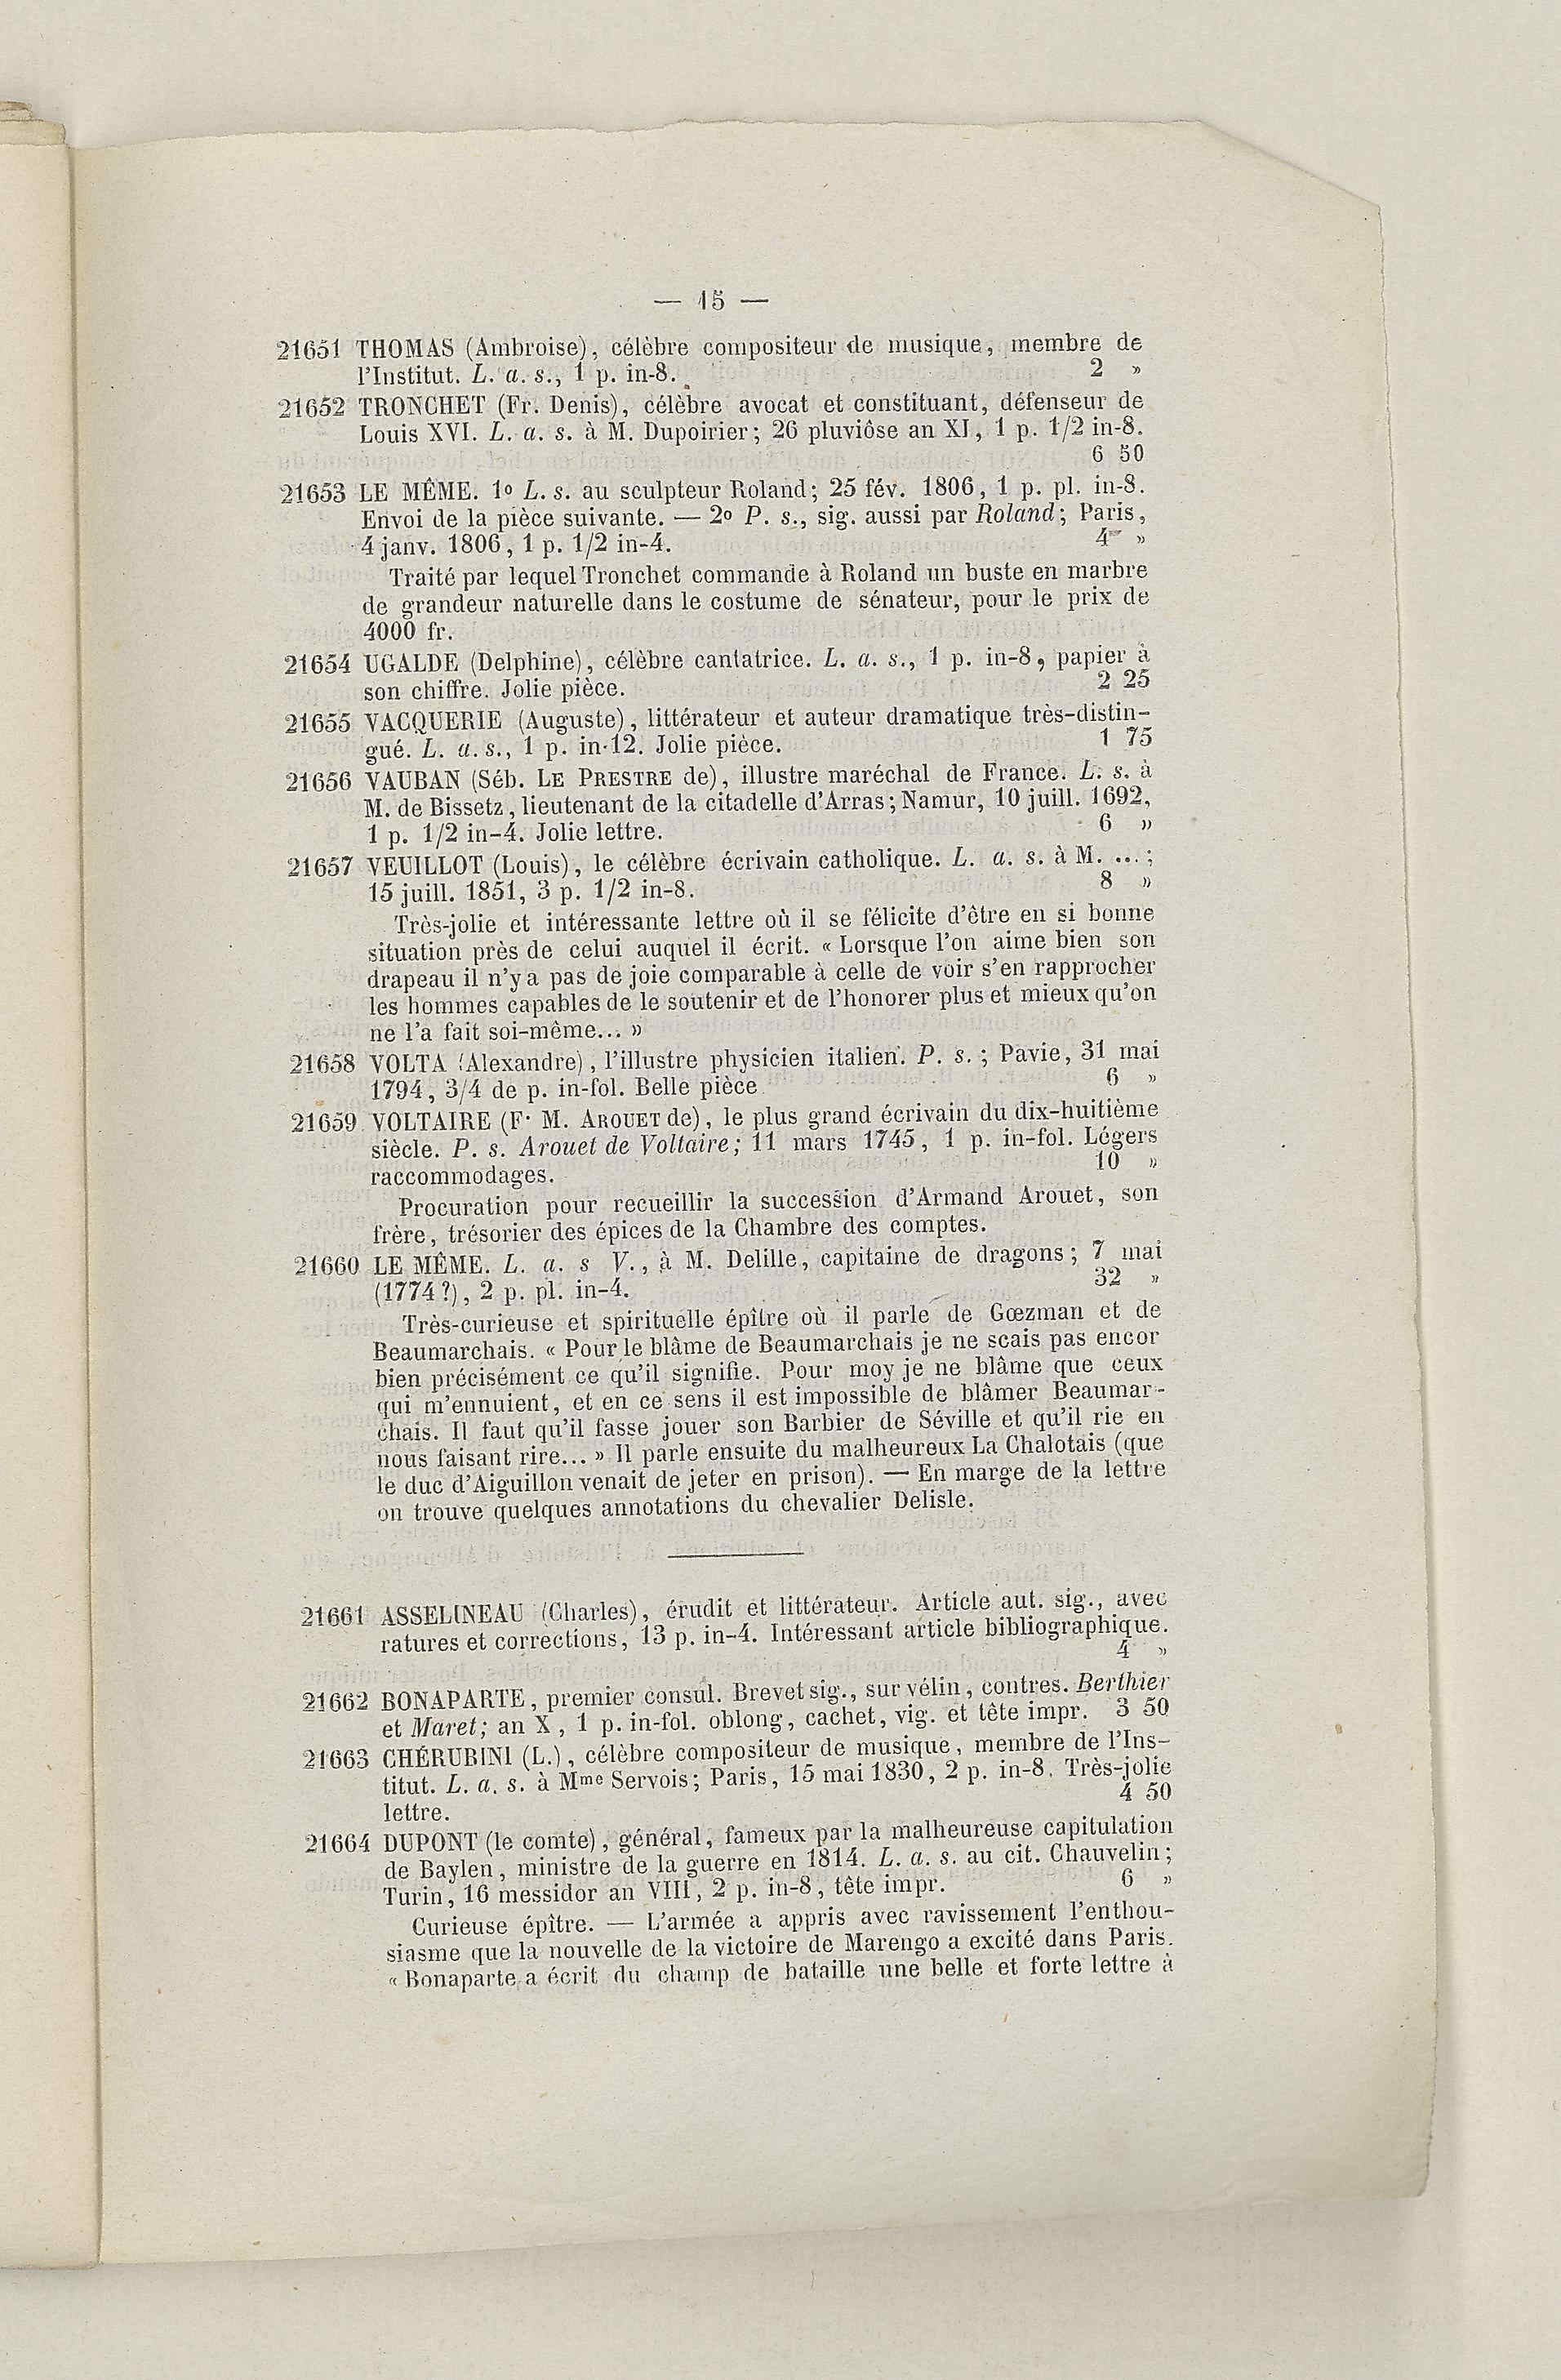 — 15 —
21651 THOMAS (Ambroise), célèbre compositeur de musique, membre de
l'Institut. L. a. s., 1 p. in-8. 2 »
21652 TRONCHET (Fr. Denis), célèbre avocat et constituant, défenseur de
Louis XVI. L. a. s. à M. Dupoirier; 26 pluviôse an XI, 1 p. 1/2 in-8.
6 50
21653 LE MÊME. 1o L. s. au sculpteur Roland; 25 fév. 1806, 1 p. pl. in-8.
Envoi de la pièce suivante. — 2o P. s., sig. aussi par Roland; Paris,
4 janv. 1806, 1 p. 1/2 in-4. 4 »
Traité par lequel Tronchet commande à Roland un buste en marbre
de grandeur naturelle dans le costume de sénateur, pour le prix de
4000 fr.
21654 UGALDE (Delphine), célèbre cantatrice. L. a. s., 1 p. in-8, papier à
son chiffre. Jolie pièce. 2 25
21655 VACQUERIE (Auguste), littérateur et auteur dramatique très-distin-
gué. L. a. s., 1 p. in-12. Jolie pièce. 1 75
21656 VAUBAN (Séb. LE PRESTRE de), illustre maréchal de France. L. s. à
M. de Bissetz, lieutenant de la citadelle d'Arras; Namur, 10 juill. 1692,
1 p. 1/2 in-4. Jolie lettre. 6 »
21657 VEUILLOT (Louis), le célèbre écrivain catholique. L. a. s. à M. ...;
15 juill. 1851, 3 p. 1/2 in-8. 8 »
Très-jolie et intéressante lettre où il se félicite d'être en si bonne
situation près de celui auquel il écrit. « Lorsque l'on aime bien son
drapeau il n'y a pas de joie comparable à celle de voir s'en rapprocher
les hommes capables de le soutenir et de l'honorer plus et mieux qu'on
ne l'a fait soi-même... »
21658 VOLTA (Alexandre), l'illustre physicien italien. P. s.; Pavie, 31 mai
1794, 3/4 de p. in-fol. Belle pièce 6 »
21659 VOLTAIRE (F. M. AROUET de), le plus grand écrivain du dix-huitième
siècle. P. s. Arouet de Voltaire; 11 mars 1745, 1 p. in-fol. Légers
raccommodages. 10 »
Procuration pour recueillir la succession d'Armand Arouet, son
frère, trésorier des épices de la Chambre des comptes.
21660 LE MÊME. L. a. s V., à M. Delille, capitaine de dragons; 7 mai
(1774?), 2 p. pl. in-4. 32 »
Très-curieuse et spirituelle épître où il parle de Gœzman et de
Beaumarchais. « Pour le blâme de Beaumarchais je ne scais pas encor
bien précisément ce qu'il signifie. Pour moy je ne blâme que ceux
qui m'ennuient, et en ce sens il est impossible de blâmer Beaumar-
chais. Il faut qu'il fasse jouer son Barbier de Séville et qu'il rie en
nous faisant rire... » Il parle ensuite du malheureux La Chalotais (que
le duc d'Aiguillon venait de jeter en prison). — En marge de la lettre
on trouve quelques annotations du chevalier Delisle.
21661 ASSELINEAU (Charles), érudit et littérateur. Article aut. sig., avec
ratures et corrections, 13 p. in-4. Intéressant article bibliographique.
4 »
21662 BONAPARTE, premier consul. Brevet sig., sur vélin, contres. Berthier
et Maret; an X, 1 p. in-fol. oblong, cachet, vig. et tête impr. 3 50
21663 CHÉRUBINI (L.), célèbre compositeur de musique, membre de l'Ins-
titut. L. a. s. à Mme Servois; Paris, 15 mai 1830, 2 p. in-8. Très-jolie
lettre. 4 50
21664 DUPONT (le comte), général, fameux par la malheureuse capitulation
de Baylen, ministre de la guerre en 1814. L. a. s. au cit. Chauvelin;
Turin, 16 messidor an VIII, 2 p. in-8, tête impr. 6 »
Curieuse épître. — L'armée a appris avec ravissement l'enthou-
siasme que la nouvelle de la victoire de Marengo a excité dans Paris.
« Bonaparte a écrit du champ de bataille une belle et forte lettre à